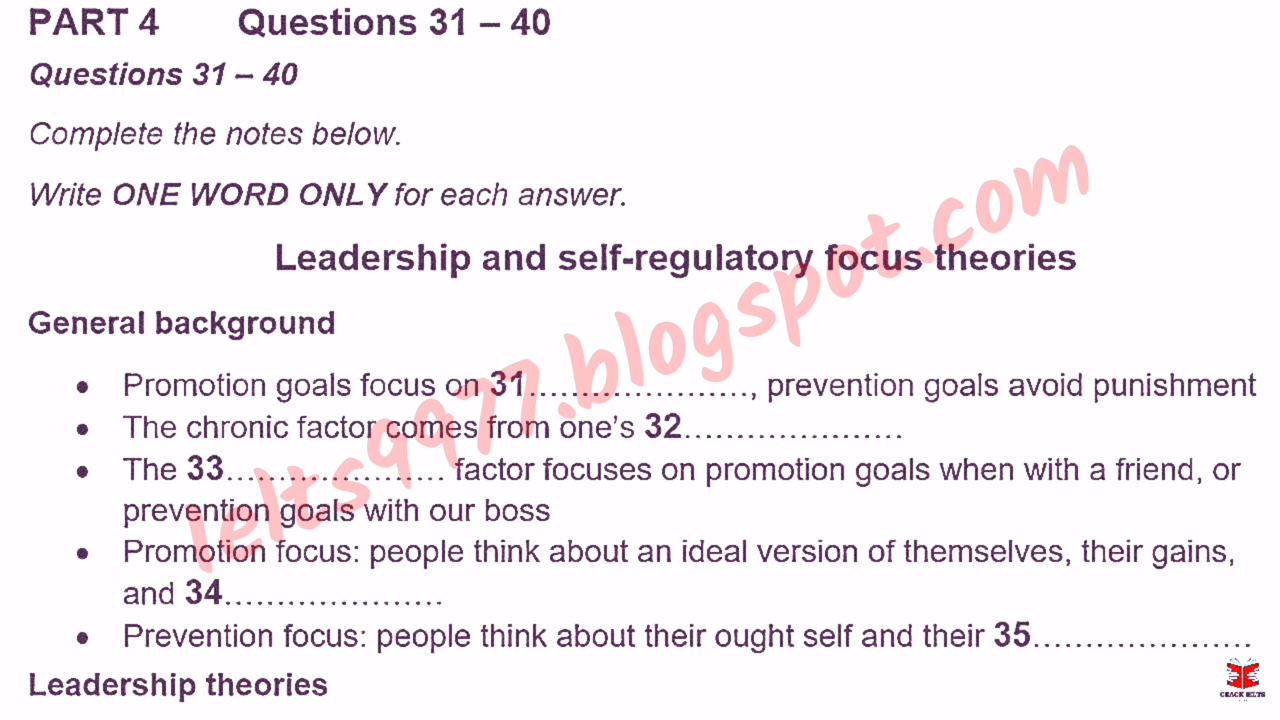 PART 4 Questions 31 – 40
Questions 31 – 40
Complete the notes below.
Write ONE WORD ONLY for each answer.
Leadership and self-regulatory focus theories
General background
• Promotion goals focus on 31....................., prevention goals avoid punishment
• The chronic factor comes from one's 32.....................
• The 33..................... factor focuses on promotion goals when with a friend, or
prevention goals with our boss
• Promotion focus: people think about an ideal version of themselves, their gains,
and 34.....................
• Prevention focus: people think about their ought self and their 35.....................
Leadership theories
Ielts9977.blogspot.com
CRACK IELTS